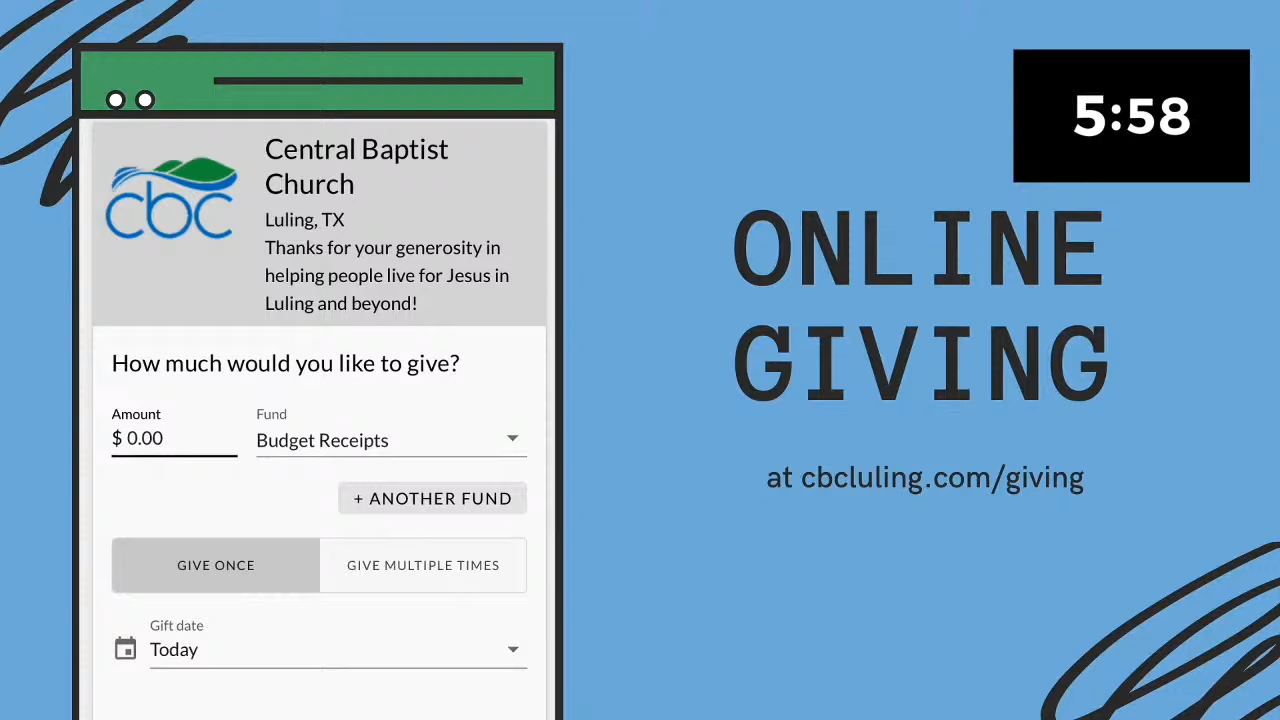 cbc
Central Baptist
Church
Luling, TX
Thanks for your generosity in
helping people live for Jesus in
Luling and beyond!
How much would you like to give?
Amount
$ 0.00
Fund
Budget Receipts
+ ANOTHER FUND
GIVE ONCE
GIVE MULTIPLE TIMES
Gift date
Today
5:58
ONLINE
GIVING
at cbcluling.com/giving